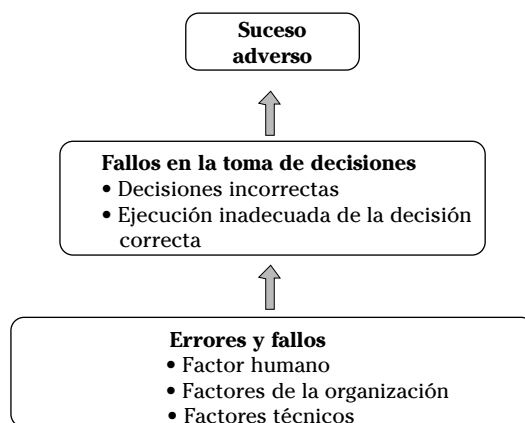 Suceso
adverso
Fallos en la toma de decisiones
• Decisiones incorrectas
• Ejecución inadecuada de la decisión
correcta
Errores y fallos
• Factor humano
• Factores de la organización
• Factores técnicos